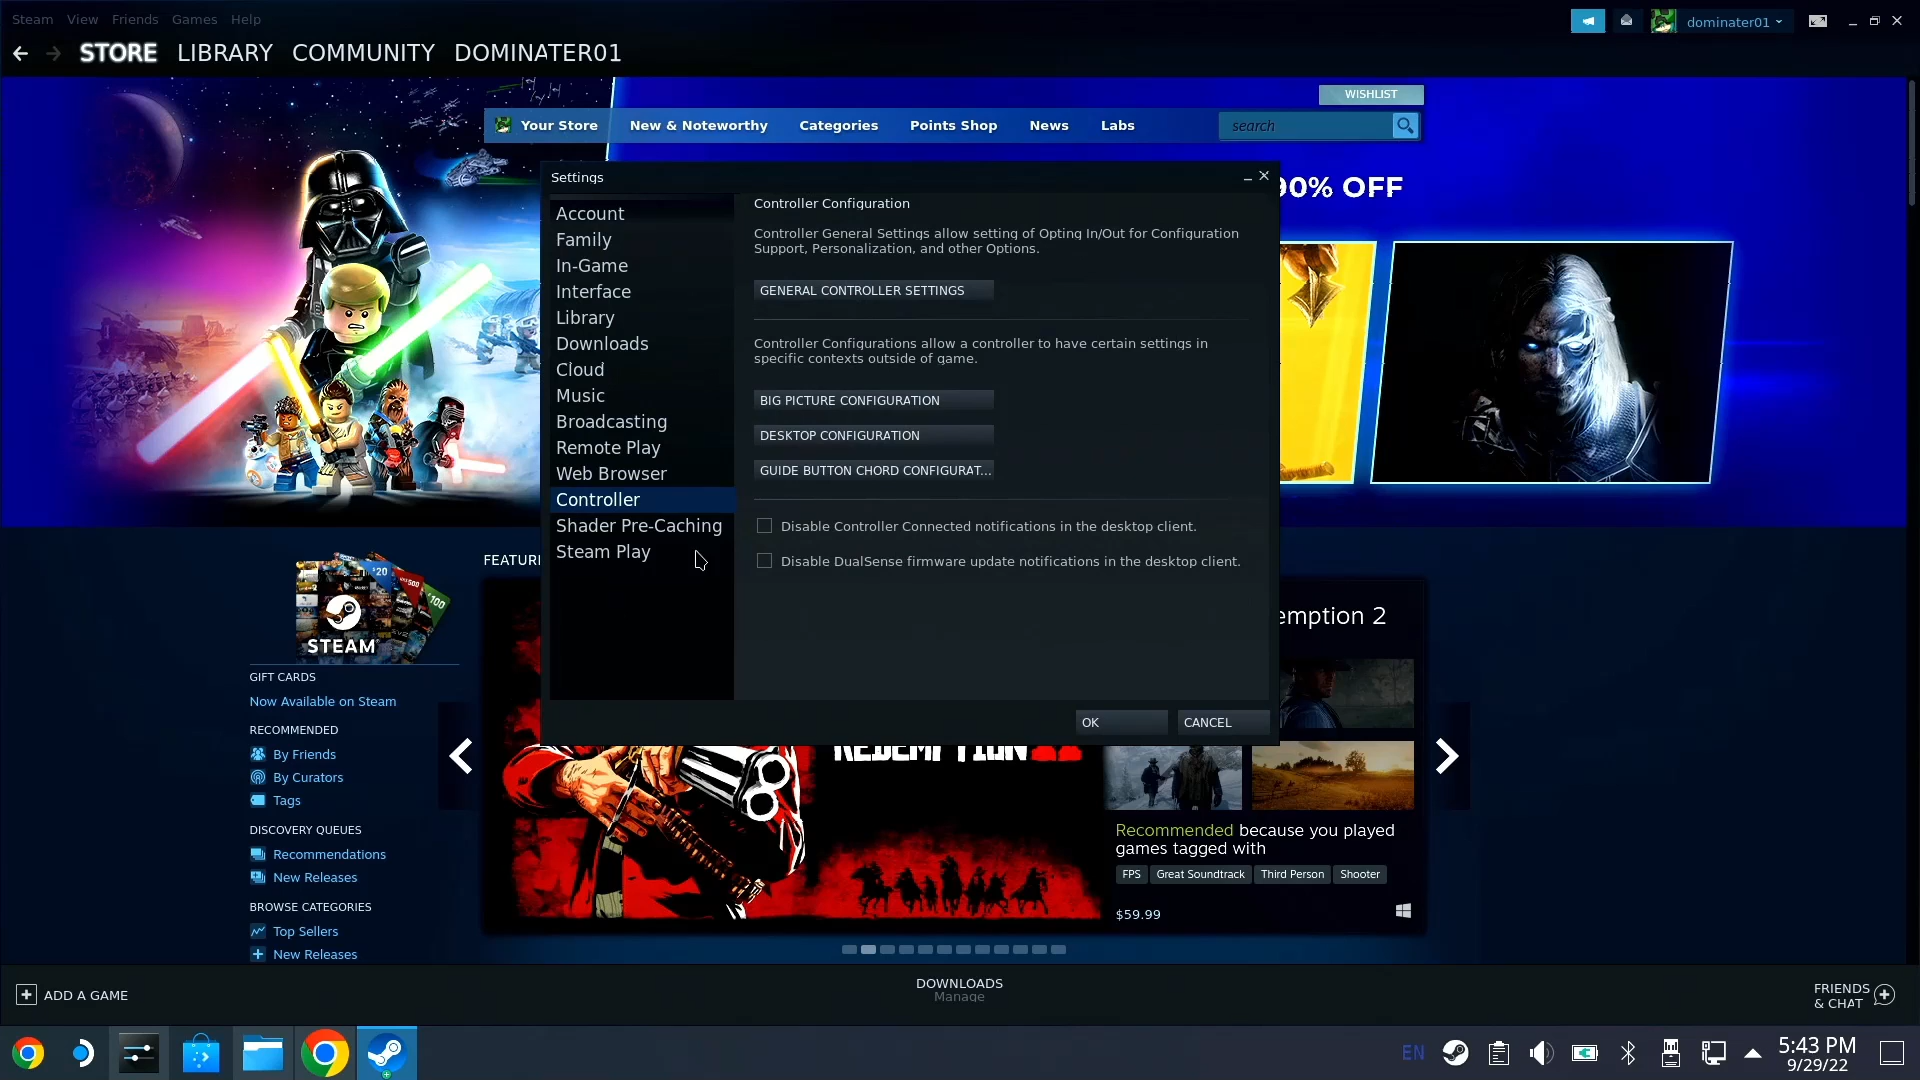 Steam View Friends Games Help
dominater01
STORE LIBRARY COMMUNITY DOMINATER01
WISHLIST
Your Store New & Noteworthy Categories Points Shop News Labs
search
90% OFF
Settings
Account
Family
In-Game
Interface
Library
Downloads
Cloud
Music
Broadcasting
Remote Play
Web Browser
Controller
Shader Pre-Caching
Steam Play
Controller Configuration
Controller General Settings allow setting of Opting In/Out for Configuration
Support, Personalization, and other Options.
GENERAL CONTROLLER SETTINGS
Controller Configurations allow a controller to have certain settings in
specific contexts outside of game.
BIG PICTURE CONFIGURATION
DESKTOP CONFIGURATION
GUIDE BUTTON CHORD CONFIGURAT...
Disable Controller Connected notifications in the desktop client.
Disable DualSense firmware update notifications in the desktop client.
OK CANCEL
FEATUR
emption 2
$20
$100
STEAM
GIFT CARDS
Now Available on Steam
RECOMMENDED
By Friends
By Curators
Tags
DISCOVERY QUEUES
Recommendations
New Releases
BROWSE CATEGORIES
Top Sellers
New Releases
REDEMPTION II
Recommended because you played
games tagged with
FPS Great Soundtrack Third Person Shooter
$59.99
ADD A GAME
DOWNLOADS
Manage
FRIENDS
& CHAT
EN
5:43 PM
9/29/22